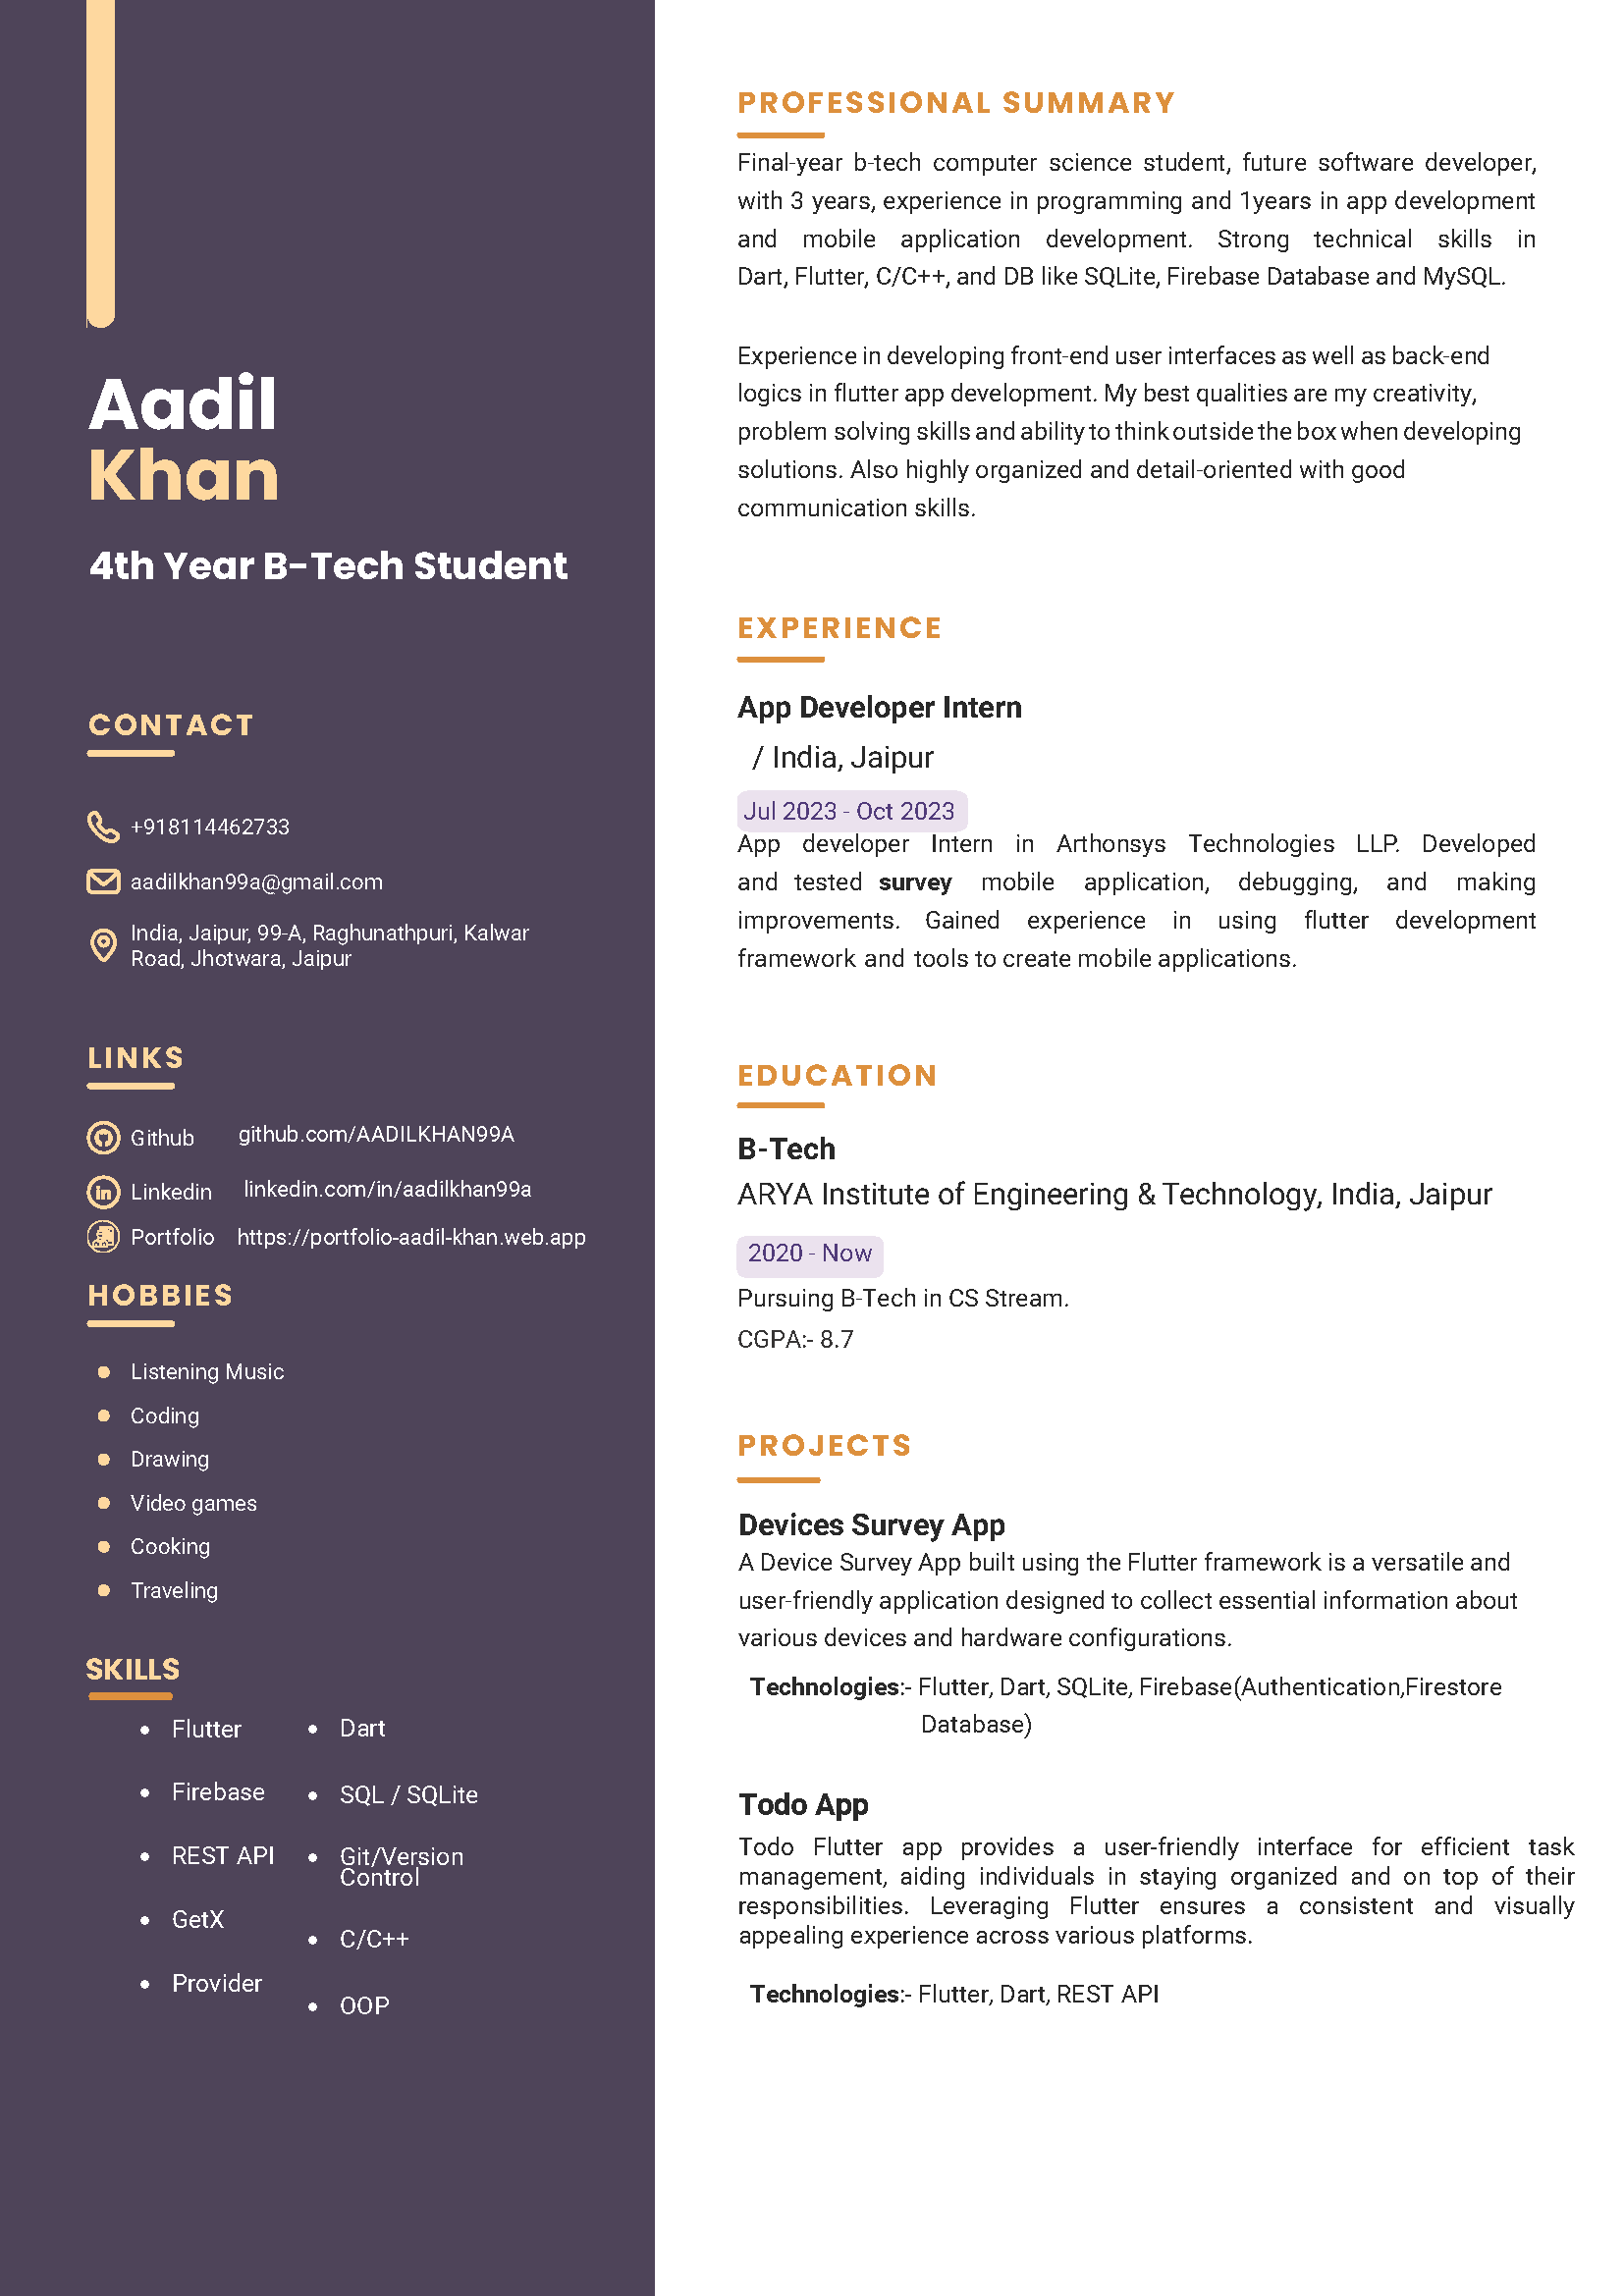 Aadil
Khan
4th Year B-Tech Student
CONTACT
+918114462733
aadilkhan99a@gmail.com
India, Jaipur, 99-A, Raghunathpuri, Kalwar
Road, Jhotwara, Jaipur
LINKS
Github github.com/AADILKHAN99A
Linkedin linkedin.com/in/aadilkhan99a
Portfolio https://portfolio-aadil-khan.web.app
HOBBIES
Listening Music
Coding
Drawing
Video games
Cooking
Traveling
SKILLS
• Flutter
• Firebase
• REST API
• GetX
• Provider
• Dart
• SQL / SQLite
• Git/Version
Control
• C/C++
• OOP
PROFESSIONAL SUMMARY
Final-year b-tech computer science student, future software developer,
with 3 years, experience in programming and 1years in app development
and mobile application development. Strong technical skills in
Dart, Flutter, C/C++, and DB like SQLite, Firebase Database and MySQL.
Experience in developing front-end user interfaces as well as back-end
logics in flutter app development. My best qualities are my creativity,
problem solving skills and ability to think outside the box when developing
solutions. Also highly organized and detail-oriented with good
communication skills.
EXPERIENCE
App Developer Intern
/ India, Jaipur
Jul 2023 - Oct 2023
App developer Intern in Arthonsys Technologies LLP. Developed
and tested survey mobile application, debugging, and making
improvements. Gained experience in using flutter development
framework and tools to create mobile applications.
EDUCATION
B-Tech
ARYA Institute of Engineering & Technology, India, Jaipur
2020 - Now
Pursuing B-Tech in CS Stream.
CGPA:- 8.7
PROJECTS
Devices Survey App
A Device Survey App built using the Flutter framework is a versatile and
user-friendly application designed to collect essential information about
various devices and hardware configurations.
Technologies:- Flutter, Dart, SQLite, Firebase(Authentication,Firestore
Database)
Todo App
Todo Flutter app provides a user-friendly interface for efficient task
management, aiding individuals in staying organized and on top of their
responsibilities. Leveraging Flutter ensures a consistent and visually
appealing experience across various platforms.
Technologies:- Flutter, Dart, REST API